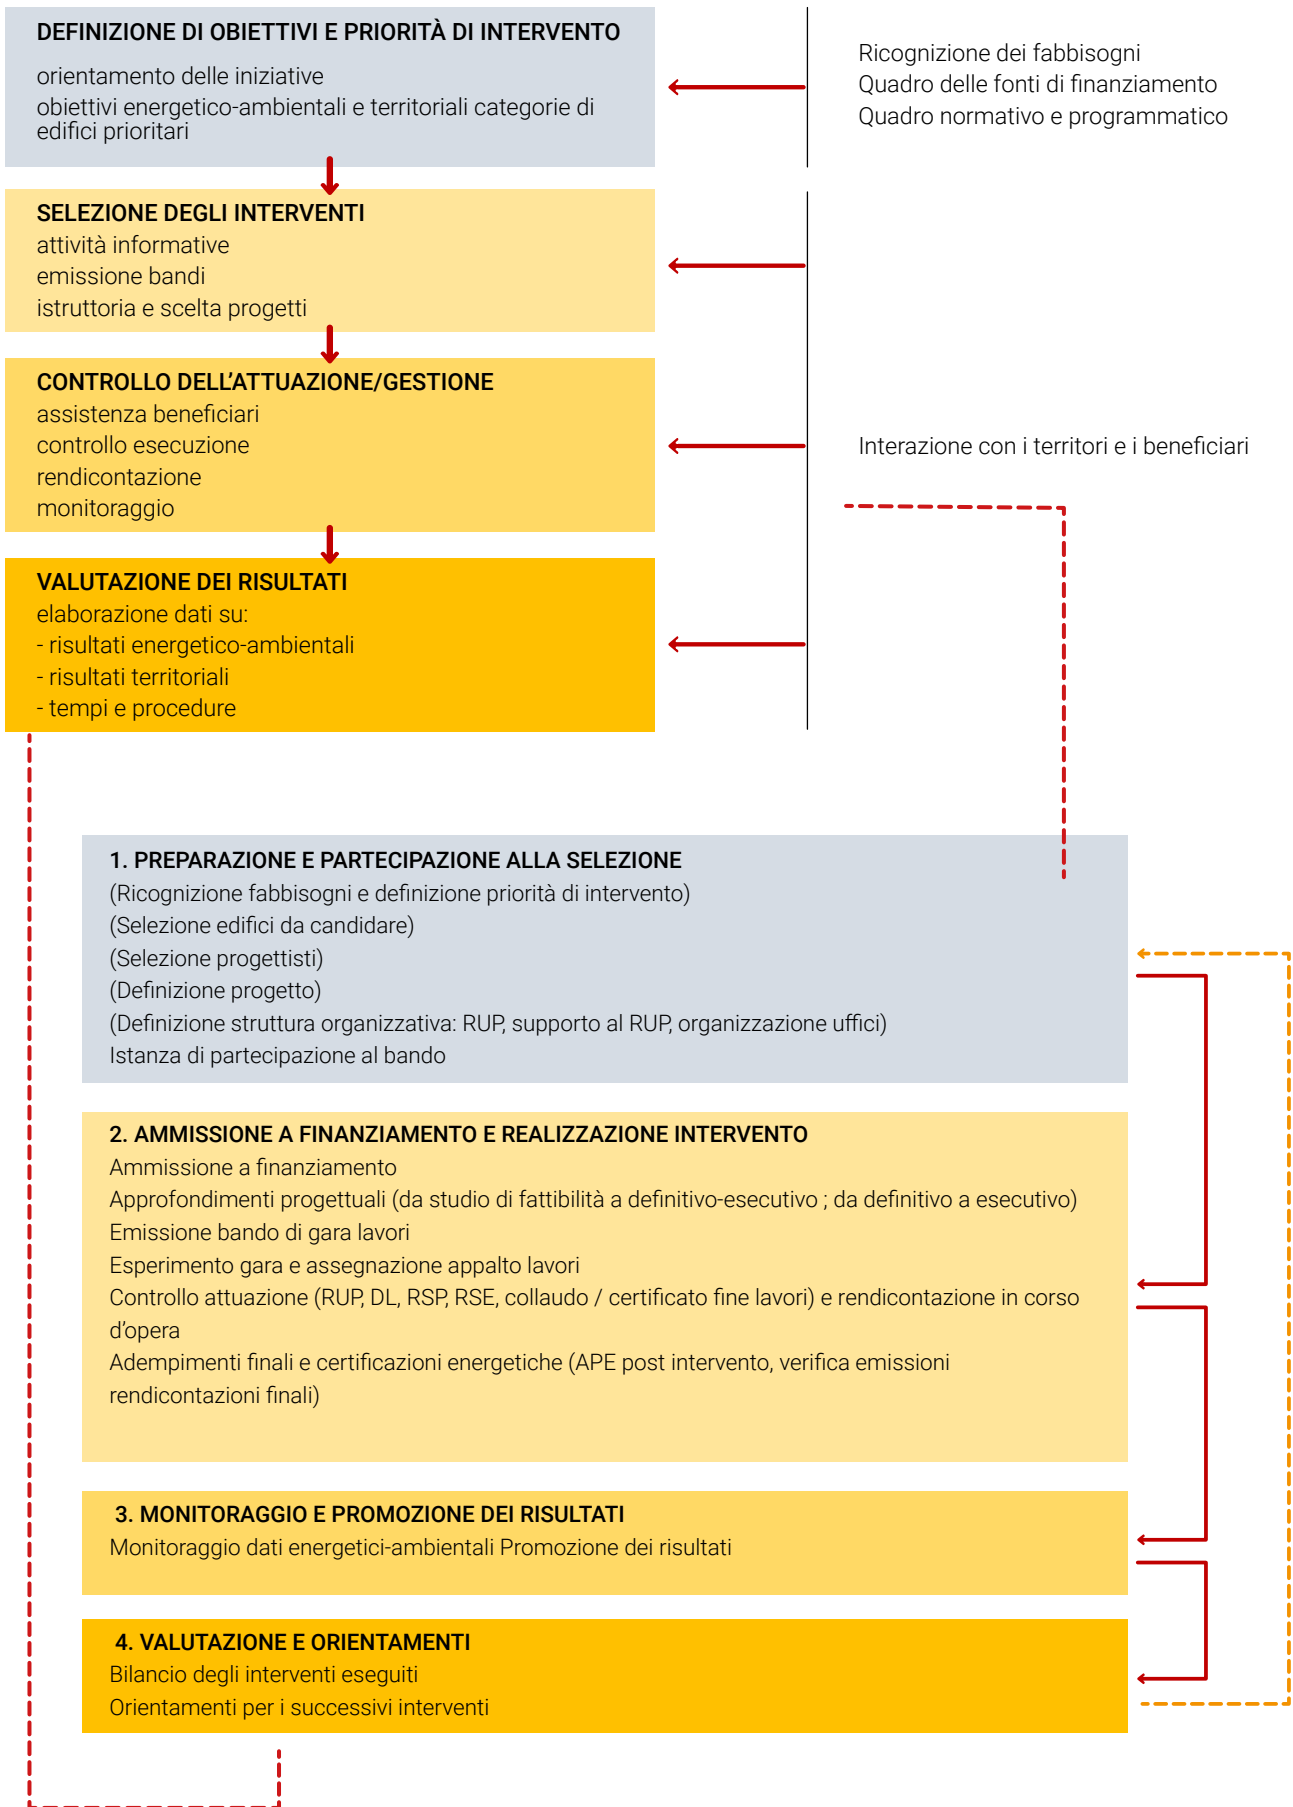 DEFINIZIONE DI OBIETTIVI E PRIORITÀ DI INTERVENTO
orientamento delle iniziative
obiettivi energetico-ambientali e territoriali categorie di
edifici prioritari
Ricognizione dei fabbisogni
Quadro delle fonti di finanziamento
Quadro normativo e programmatico
SELEZIONE DEGLI INTERVENTI
attività informative
emissione bandi
istruttoria e scelta progetti
CONTROLLO DELL'ATTUAZIONE/GESTIONE
assistenza beneficiari
controllo esecuzione
rendicontazione
monitoraggio
Interazione con i territori e i beneficiari
VALUTAZIONE DEI RISULTATI
elaborazione dati su:
- risultati energetico-ambientali
- risultati territoriali
- tempi e procedure
1. PREPARAZIONE E PARTECIPAZIONE ALLA SELEZIONE
(Ricognizione fabbisogni e definizione priorità di intervento)
(Selezione edifici da candidare)
(Selezione progettisti)
(Definizione progetto)
(Definizione struttura organizzativa: RUP, supporto al RUP, organizzazione uffici)
Istanza di partecipazione al bando
2. AMMISSIONE A FINANZIAMENTO E REALIZZAZIONE INTERVENTO
Ammissione a finanziamento
Approfondimenti progettuali (da studio di fattibilità a definitivo-esecutivo ; da definitivo a esecutivo)
Emissione bando di gara lavori
Esperimento gara e assegnazione appalto lavori
Controllo attuazione (RUP, DL, RSP, RSE, collaudo / certificato fine lavori) e rendicontazione in corso
d'opera
Adempimenti finali e certificazioni energetiche (APE post intervento, verifica emissioni
rendicontazioni finali)
3. MONITORAGGIO E PROMOZIONE DEI RISULTATI
Monitoraggio dati energetici-ambientali Promozione dei risultati
4. VALUTAZIONE E ORIENTAMENTI
Bilancio degli interventi eseguiti
Orientamenti per i successivi interventi